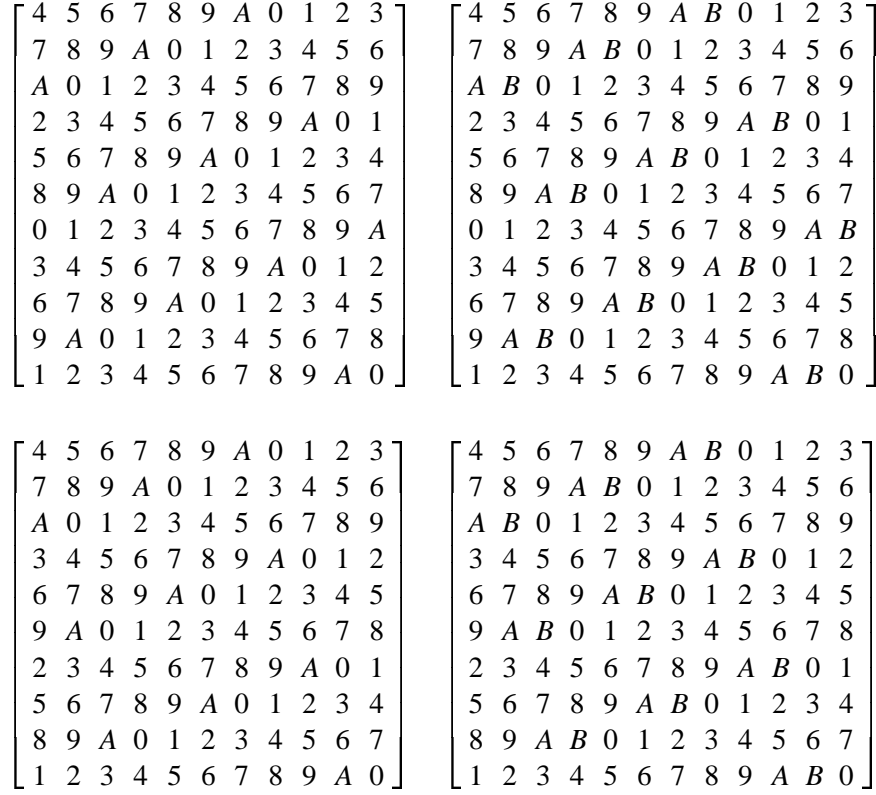 4 5 6 7 8 9 A 0 1 2 3
7 8 9 A 0 1 2 3 4 5 6
A 0 1 2 3 4 5 6 7 8 9
2 3 4 5 6 7 8 9 A 0 1
5 6 7 8 9 A 0 1 2 3 4
8 9 A 0 1 2 3 4 5 6 7
0 1 2 3 4 5 6 7 8 9 A
3 4 5 6 7 8 9 A 0 1 2
6 7 8 9 A 0 1 2 3 4 5
9 A 0 1 2 3 4 5 6 7 8
1 2 3 4 5 6 7 8 9 A 0
4 5 6 7 8 9 A B 0 1 2 3
7 8 9 A B 0 1 2 3 4 5 6
A B 0 1 2 3 4 5 6 7 8 9
2 3 4 5 6 7 8 9 A B 0 1
5 6 7 8 9 A B 0 1 2 3 4
8 9 A B 0 1 2 3 4 5 6 7
0 1 2 3 4 5 6 7 8 9 A B
3 4 5 6 7 8 9 A B 0 1 2
6 7 8 9 A B 0 1 2 3 4 5
9 A B 0 1 2 3 4 5 6 7 8
1 2 3 4 5 6 7 8 9 A B 0
4 5 6 7 8 9 A 0 1 2 3
7 8 9 A 0 1 2 3 4 5 6
A 0 1 2 3 4 5 6 7 8 9
3 4 5 6 7 8 9 A 0 1 2
6 7 8 9 A 0 1 2 3 4 5
9 A 0 1 2 3 4 5 6 7 8
2 3 4 5 6 7 8 9 A 0 1
5 6 7 8 9 A 0 1 2 3 4
8 9 A 0 1 2 3 4 5 6 7
1 2 3 4 5 6 7 8 9 A 0
4 5 6 7 8 9 A B 0 1 2 3
7 8 9 A B 0 1 2 3 4 5 6
A B 0 1 2 3 4 5 6 7 8 9
3 4 5 6 7 8 9 A B 0 1 2
6 7 8 9 A B 0 1 2 3 4 5
9 A B 0 1 2 3 4 5 6 7 8
2 3 4 5 6 7 8 9 A B 0 1
5 6 7 8 9 A B 0 1 2 3 4
8 9 A B 0 1 2 3 4 5 6 7
1 2 3 4 5 6 7 8 9 A B 0